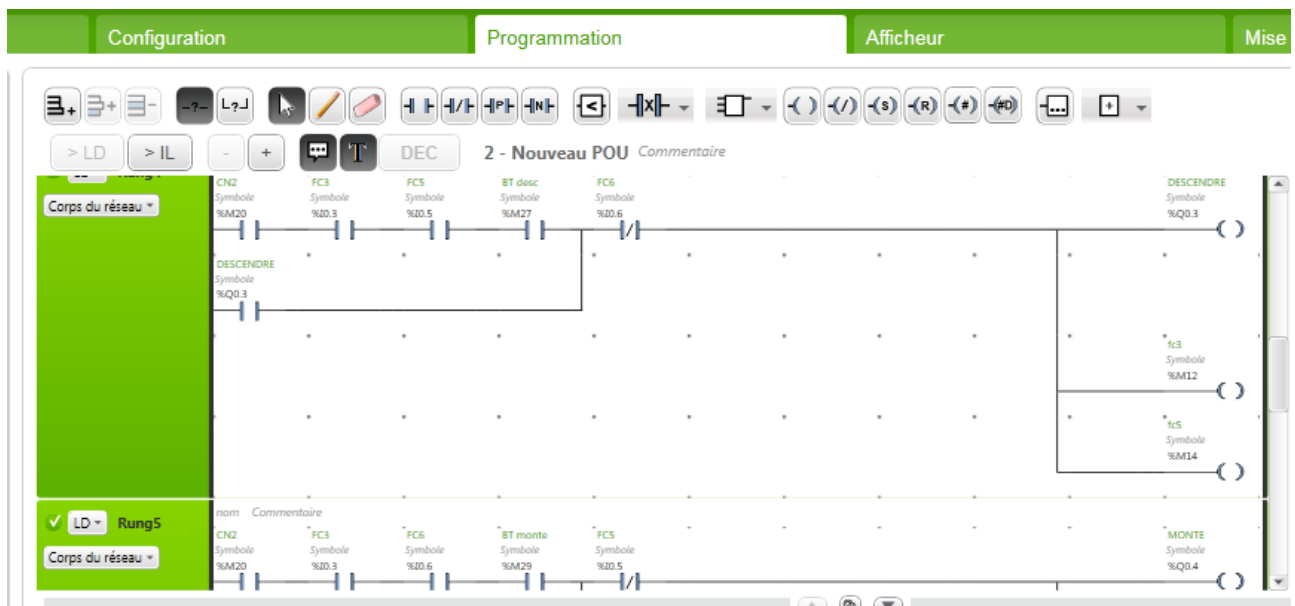 Configuration Programmation Afficheur Mise
-?- L?┘ P N < X ( ) (/) (S) (R) (#) (#D) ... +
> LD > IL - + T DEC 2 - Nouveau POU Commentaire
CN2 FC3 FC5 BT desc FC6 DESCENDRE
Corps du réseau Symbole Symbole Symbole Symbole Symbole Symbole
%M20 %I0.3 %I0.5 %M27 %I0.6 %Q0.3
DESCENDRE
Symbole
%Q0.3
fc3
Symbole
%M12
fc5
Symbole
%M14
nom Commentaire
LD Rung5
CN2 FC3 FC6 BT monte FC5 MONTE
Corps du réseau Symbole Symbole Symbole Symbole Symbole Symbole
%M20 %I0.3 %I0.6 %M29 %I0.5 %Q0.4